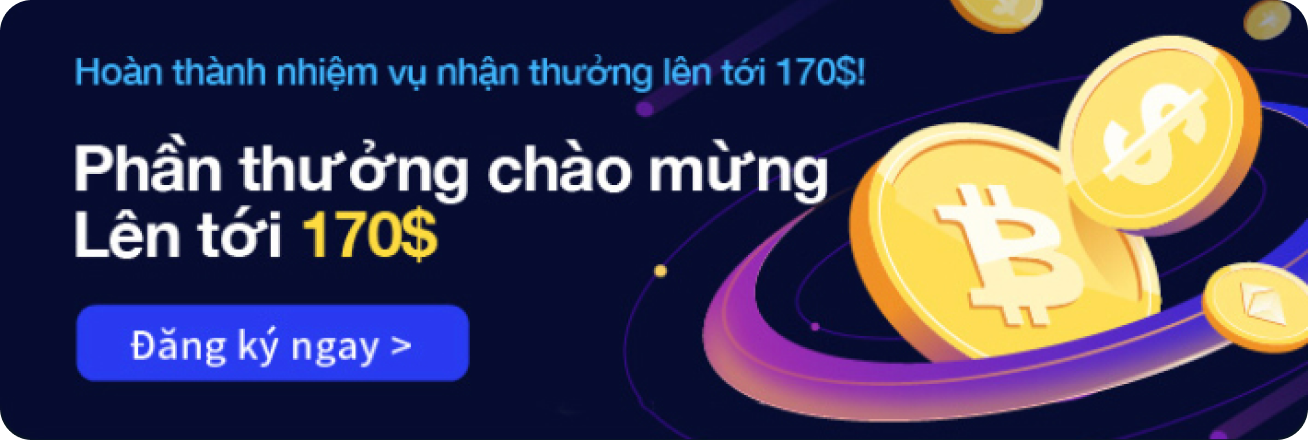 Hoàn thành nhiệm vụ nhận thưởng lên tới 170$!
Phần thưởng chào mừng
Lên tới 170$
Đăng ký ngay >